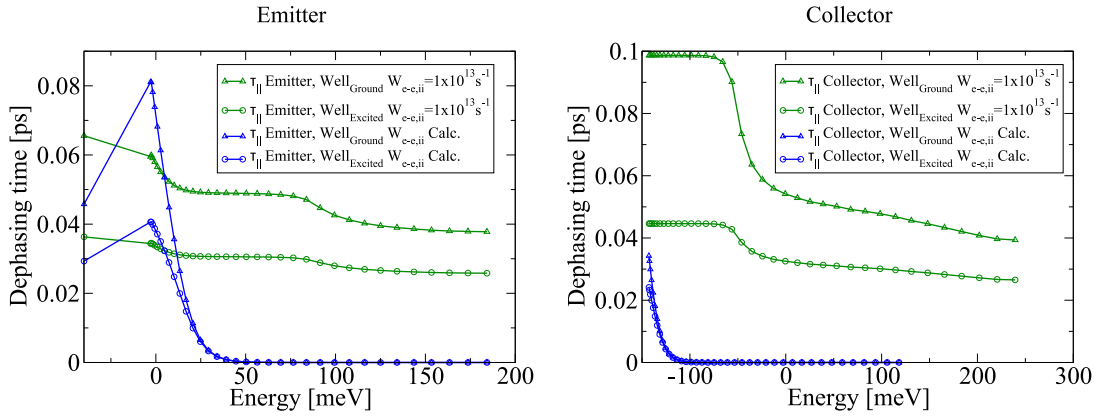 Emitter
Collector
Dephasing time [ps]
0.08
0.06
0.04
0.02
0
τ|| Emitter, WellGround We-e,ii=1x10^13s^-1
τ|| Emitter, WellExcited We-e,ii=1x10^13s^-1
τ|| Emitter, WellGround We-e,ii Calc.
τ|| Emitter, WellExcited We-e,ii Calc.
0 50 100 150 200
Energy [meV]
Dephasing time [ps]
0.1
0.08
0.06
0.04
0.02
0
τ|| Collector, WellGround We-e,ii=1x10^13s^-1
τ|| Collector, WellExcited We-e,ii=1x10^13s^-1
τ|| Collector, WellGround We-e,ii Calc.
τ|| Collector, WellExcited We-e,ii Calc.
-100 0 100 200 300
Energy [meV]